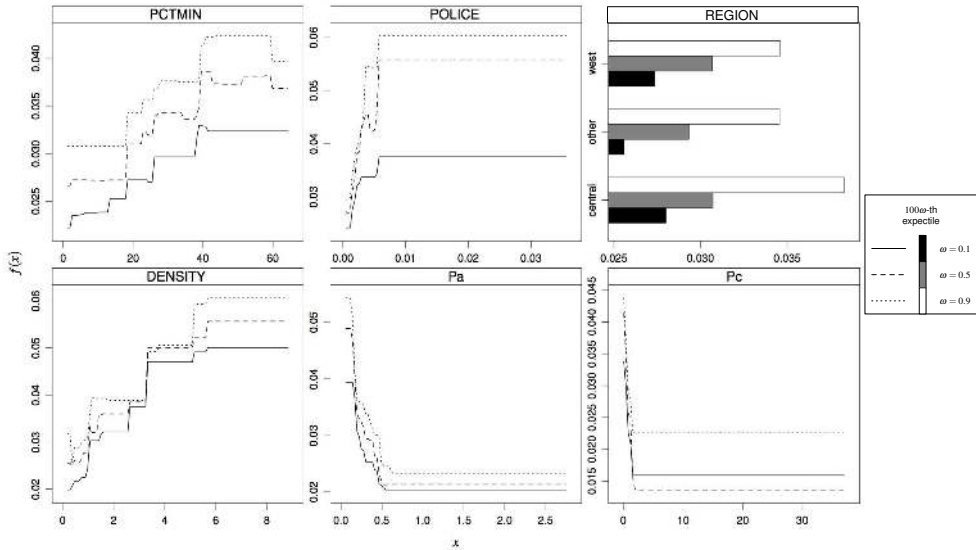 PCTMIN
POLICE
REGION
0.025 0.030 0.035 0.040
0 20 40 60
0.03 0.04 0.05 0.06
0.00 0.01 0.02 0.03
central other west
0.025 0.030 0.035
f(x)
DENSITY
Pa
Pc
0.02 0.03 0.04 0.05 0.06
0 2 4 6 8
0.02 0.03 0.04 0.05
0.0 0.5 1.0 1.5 2.0 2.5
0.015 0.020 0.025 0.030 0.035 0.040 0.045
0 10 20 30
x
100ω-th
expectile
ω = 0.1
ω = 0.5
ω = 0.9